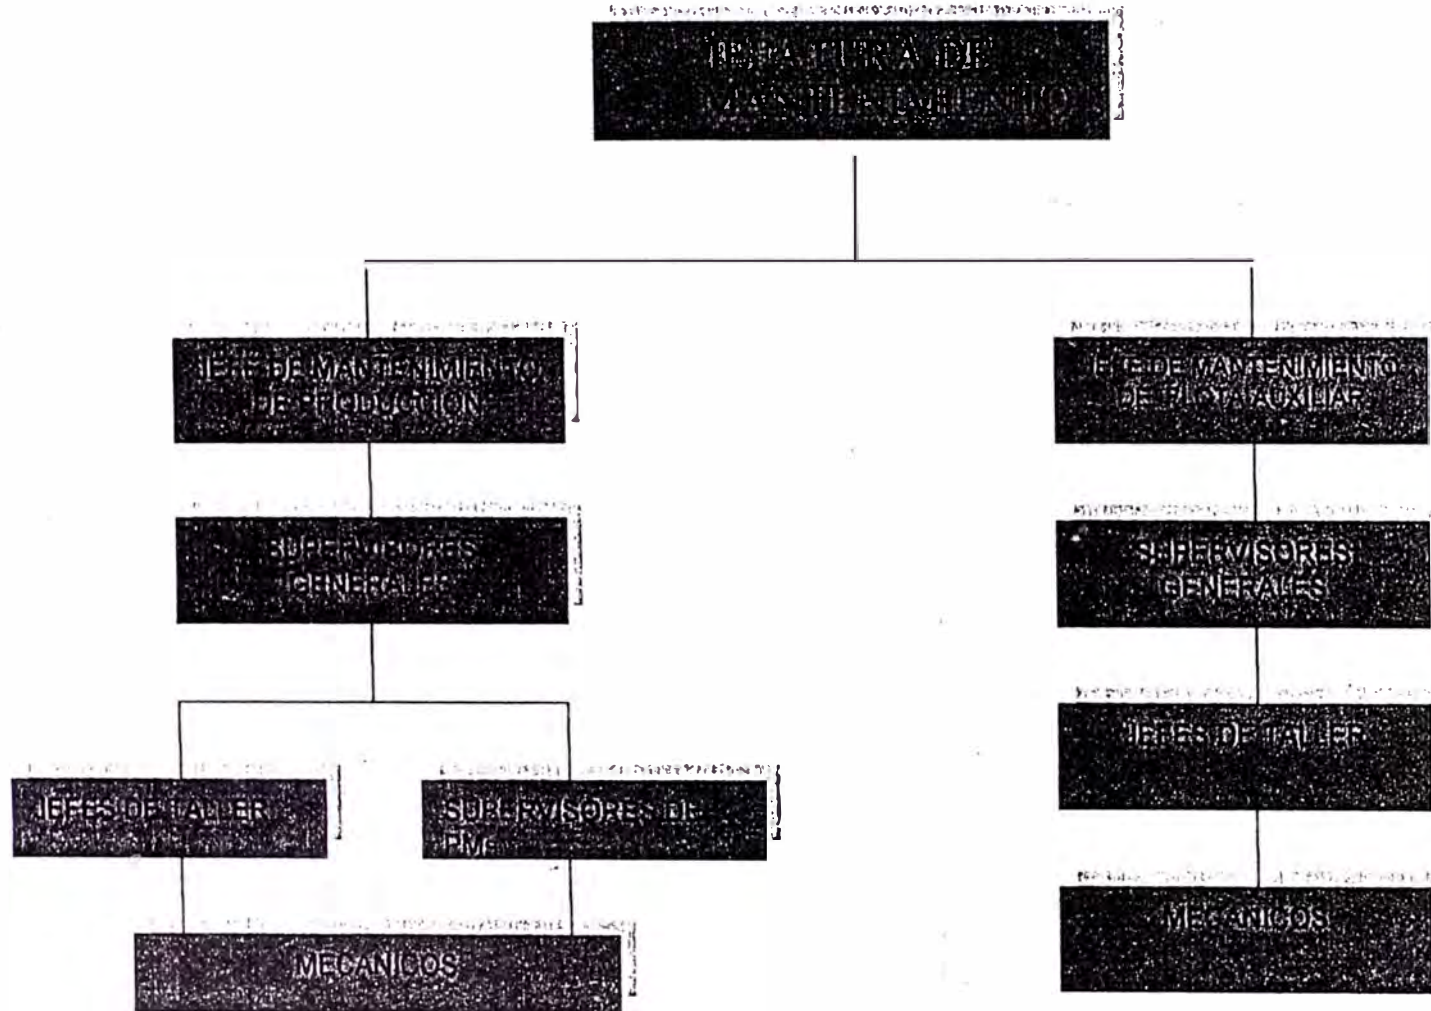 JEFATURA DE
MANTENIMIENTO
JEFE DE MANTENIMIENTO
DE PRODUCCION
JEFE DE MANTENIMIENTO
DE FLOTA AUXILIAR
SUPERVISORES
GENERALES
SUPERVISORES
GENERALES
JEFES DE TALLER
JEFES DE TALLER
SUPERVISORES DE
PM
MECANICOS
MECANICOS